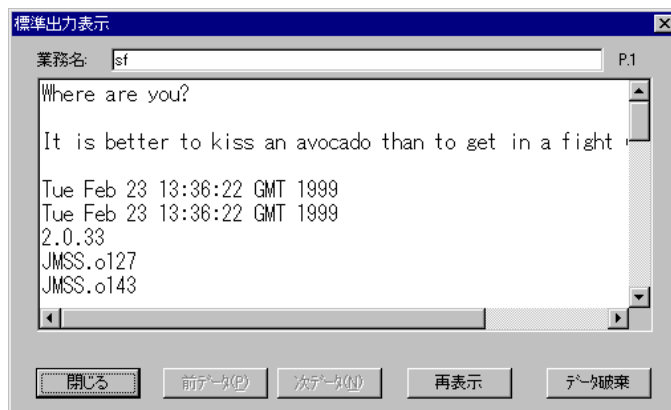 標準出力表示
業務名: sf P.1
Where are you?
It is better to kiss an avocado than to get in a fight
Tue Feb 23 13:36:22 GMT 1999
Tue Feb 23 13:36:22 GMT 1999
2.0.33
JMSS.o127
JMSS.o143
閉じる 前ﾃﾞｰﾀ(P) 次ﾃﾞｰﾀ(N) 再表示 ﾃﾞｰﾀ破棄